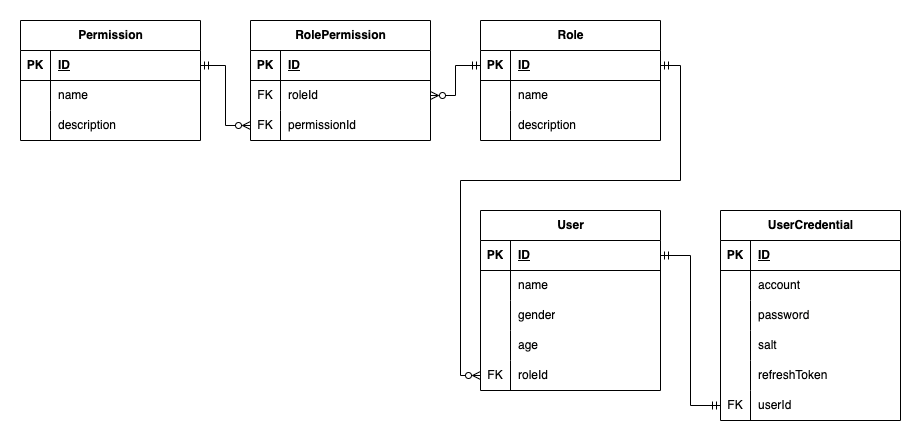 Permission
PK ID
name
description
RolePermission
PK ID
FK roleId
FK permissionId
Role
PK ID
name
description
User
PK ID
name
gender
age
FK roleId
UserCredential
PK ID
account
password
salt
refreshToken
FK userId